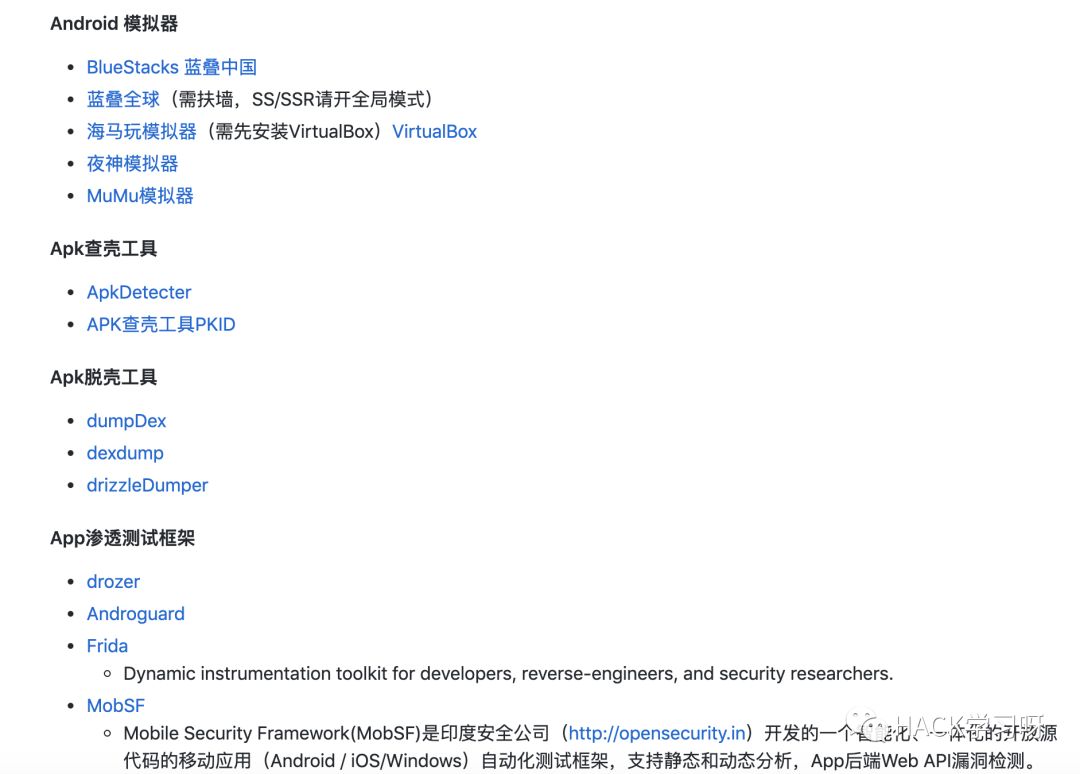 Android 模拟器
BlueStacks 蓝叠中国
蓝叠全球（需扶墙，SS/SSR请开全局模式）
海马玩模拟器（需先安装VirtualBox）VirtualBox
夜神模拟器
MuMu模拟器
Apk查壳工具
ApkDetecter
APK查壳工具PKID
Apk脱壳工具
dumpDex
dexdump
drizzleDumper
App渗透测试框架
drozer
Androguard
Frida
Dynamic instrumentation toolkit for developers, reverse-engineers, and security researchers.
MobSF
Mobile Security Framework(MobSF)是印度安全公司（http://opensecurity.in）开发的一个智能化、一体化的开放源
代码的移动应用（Android / iOS/Windows）自动化测试框架，支持静态和动态分析，App后端Web API漏洞检测。
HACK学习呀